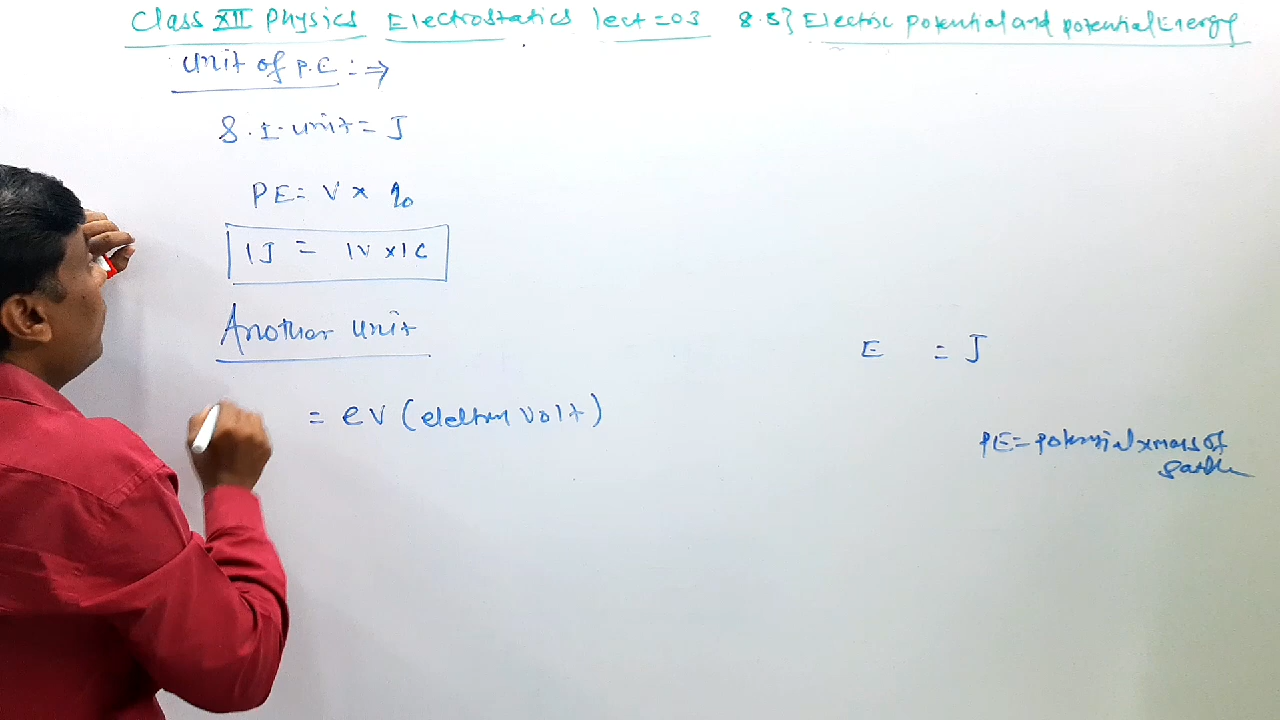 Class XII Physics Electrostatics lect = 03 8.5} Electric Potential and potential Energy
Unit of P.E :⇒
S.I. unit = J
PE = V × q₀
1J = 1V × 1C
Another unit
E = J
= eV (electron Volt)
PE = potential × mass of
earth